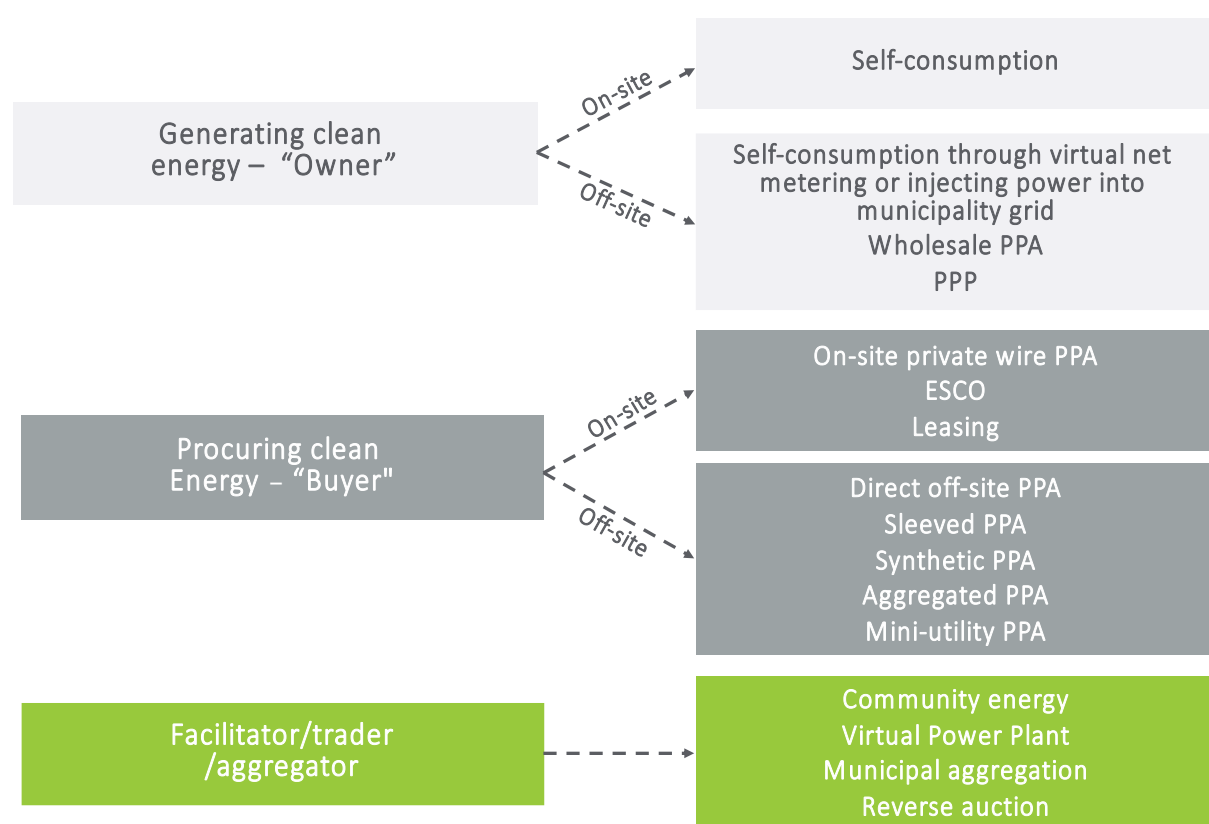 Generating clean
energy –  “Owner”
On-site
Self-consumption
Off-site
Self-consumption through virtual net
metering or injecting power into
municipality grid
Wholesale PPA
PPP
Procuring clean
Energy – “Buyer"
On-site
On-site private wire PPA
ESCO
Leasing
Off-site
Direct off-site PPA
Sleeved PPA
Synthetic PPA
Aggregated PPA
Mini-utility PPA
Facilitator/trader
/aggregator
Community energy
Virtual Power Plant
Municipal aggregation
Reverse auction